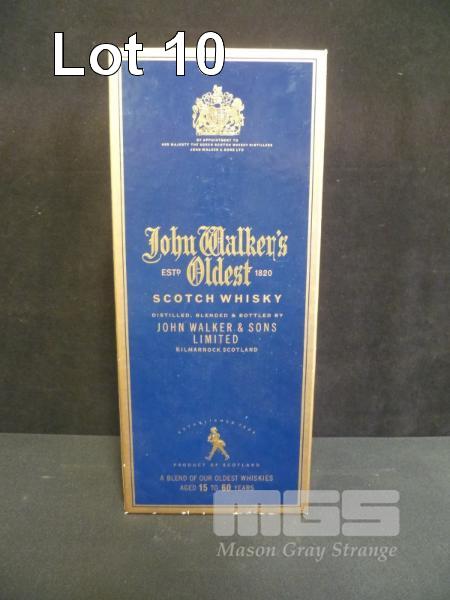 Lot 10
BY APPOINTMENT TO
HER MAJESTY THE QUEEN SCOTCH WHISKY DISTILLERS
JOHN WALKER & SONS LTD
John Walker's
ESTD Oldest 1820
SCOTCH WHISKY
DISTILLED, BLENDED & BOTTLED BY
JOHN WALKER & SONS
LIMITED
KILMARNOCK SCOTLAND
ESTABLISHED 1820
PRODUCT OF SCOTLAND
A BLEND OF OUR OLDEST WHISKIES
AGED 15 TO 60 YEARS
MGS
Mason Gray Strange